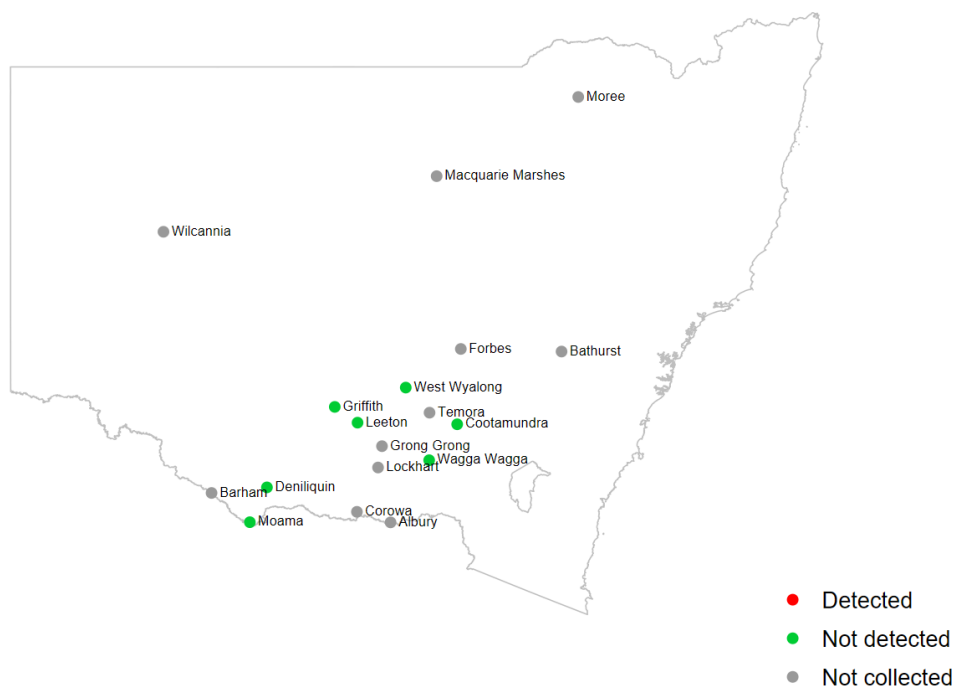 Moree
Macquarie Marshes
Wilcannia
Forbes
Bathurst
West Wyalong
Griffith
Temora
Leeton
Cootamundra
Grong Grong
Wagga Wagga
Lockhart
Deniliquin
Barham
Corowa
Moama
Albury
Detected
Not detected
Not collected